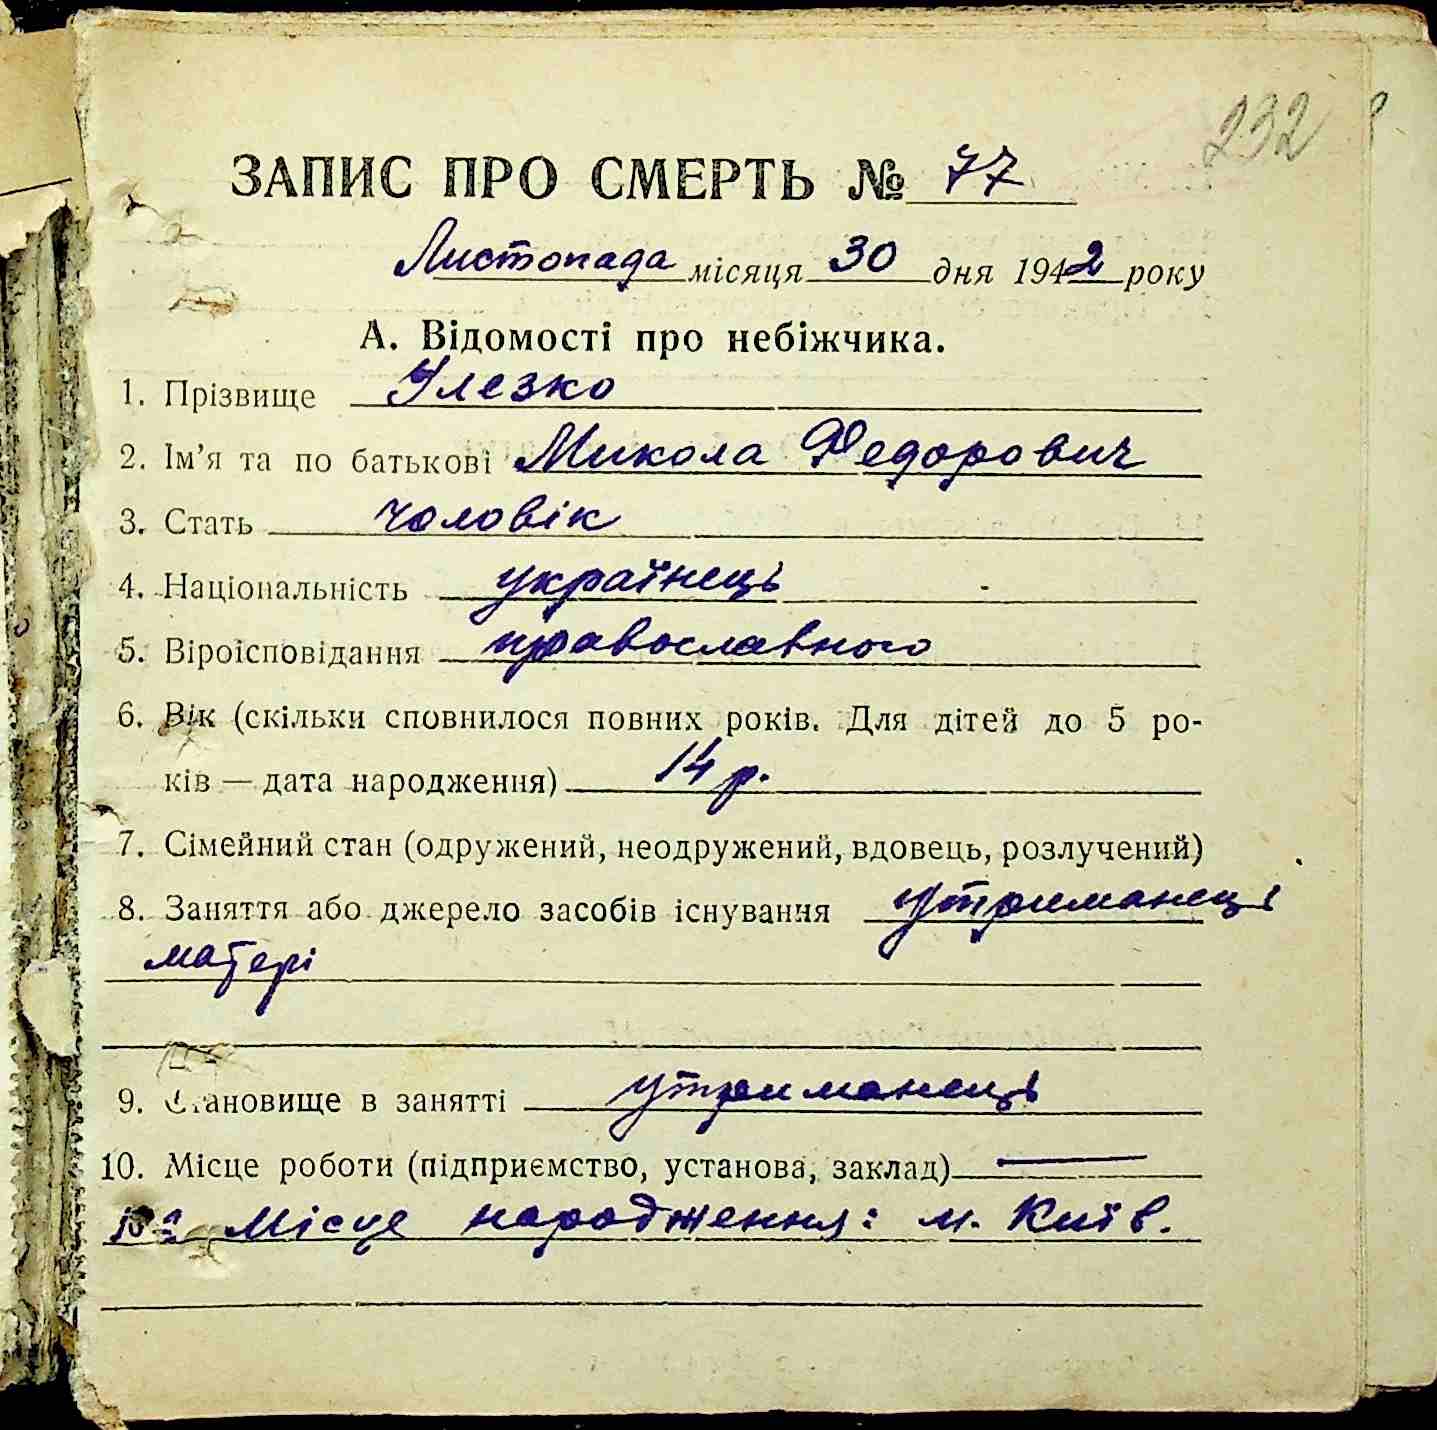 232
ЗАПИС ПРО СМЕРТЬ № 77
Листопада місяця 30 дня 1942 року
А. Відомості про небіжчика.
1. Прізвище Улезко
2. Ім’я та по батькові Микола Федорович
3. Стать чоловік
4. Національність українець
5. Віроісповідання православного
6. Вік (скільки сповнилося повних років. Для дітей до 5 ро-
ків — дата народження) 14 р.
7. Сімейний стан (одружений, неодружений, вдовець, розлучений)
8. Заняття або джерело засобів існування утриманець
матері
9. Становище в занятті утриманець
10. Місце роботи (підприємство, установа, заклад) —
Місце народження: м. Київ.